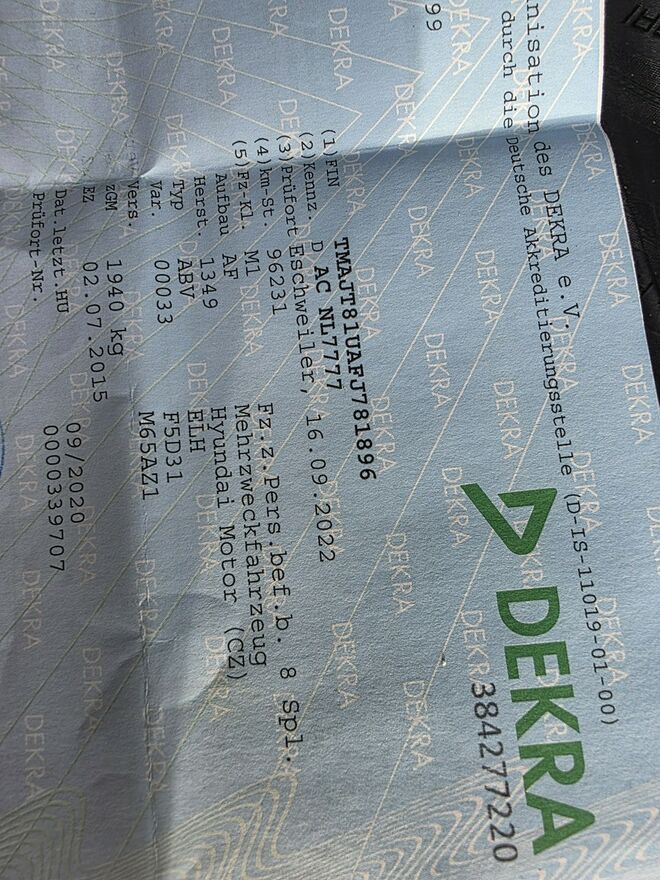 nisation des DEKRA e.V.
durch die Deutsche Akkreditierungsstelle (D-IS-11019-01-00)
DEKRA
384277220
99
(1)FIN TMAJT81UAFJ781896
(2)Kennz. D AC NL7777
(3)Prüfort Eschweiler, 16.09.2022
(4)km-St. 96231
(5)Fz-Kl. M1 Fz.z.Pers.bef.b. 8 Spl.
Aufbau AF Mehrzweckfahrzeug
Herst. 1349 Hyundai Motor (CZ)
Typ ABV ELH
Var. 00033 F5D31
Vers. M65AZ1
zGM 1940 kg
EZ 02.07.2015
Dat.letzt.HU 09/2020
Prüfort-Nr. 0000339707